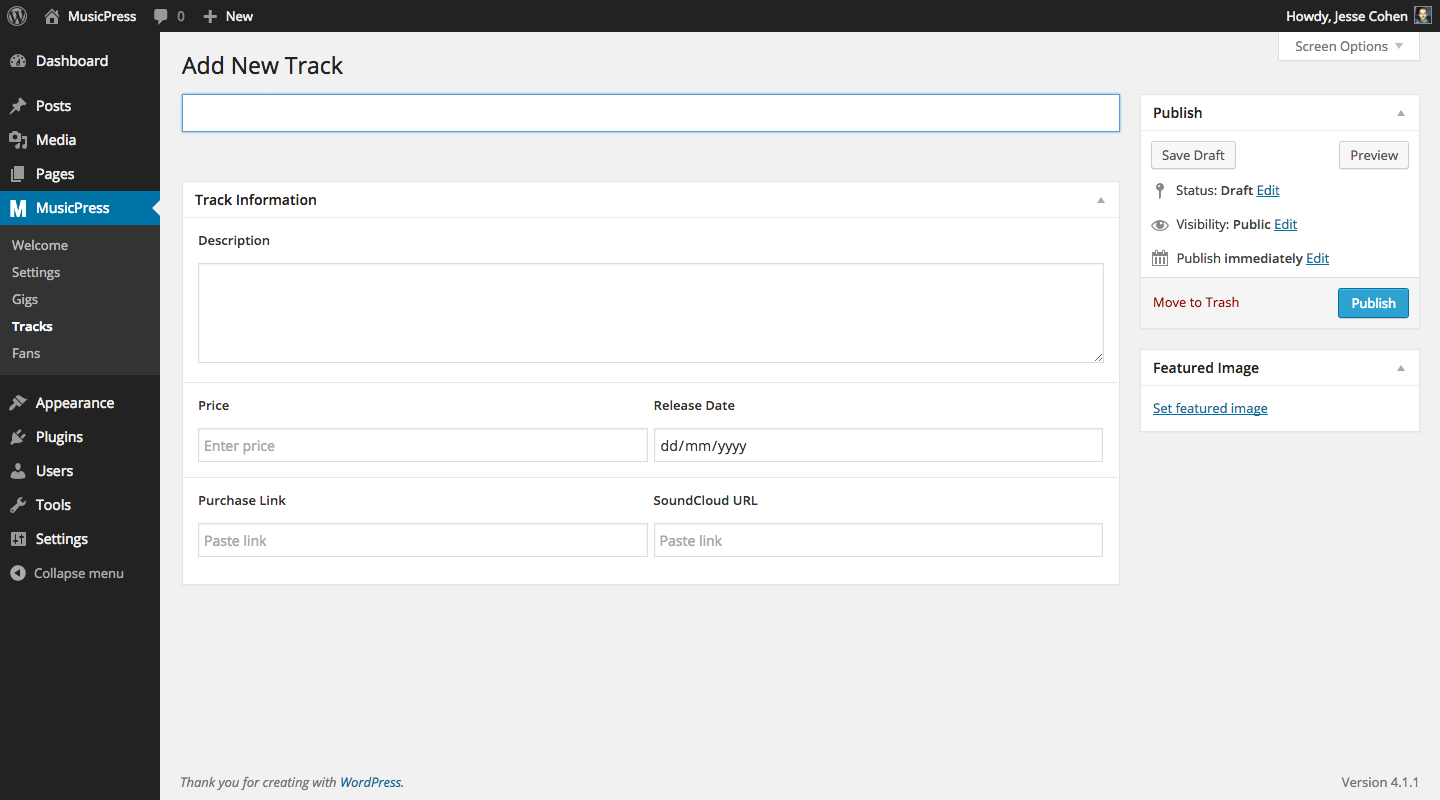 MusicPress 0 New Howdy, Jesse Cohen
Screen Options
Dashboard
Posts
Media
Pages
MusicPress
Welcome
Settings
Gigs
Tracks
Fans
Appearance
Plugins
Users
Tools
Settings
Collapse menu
Add New Track
Track Information
Description
Price Release Date
Enter price dd/mm/yyyy
Purchase Link SoundCloud URL
Paste link Paste link
Publish
Save Draft Preview
Status: Draft Edit
Visibility: Public Edit
Publish immediately Edit
Move to Trash Publish
Featured Image
Set featured image
Thank you for creating with WordPress. Version 4.1.1